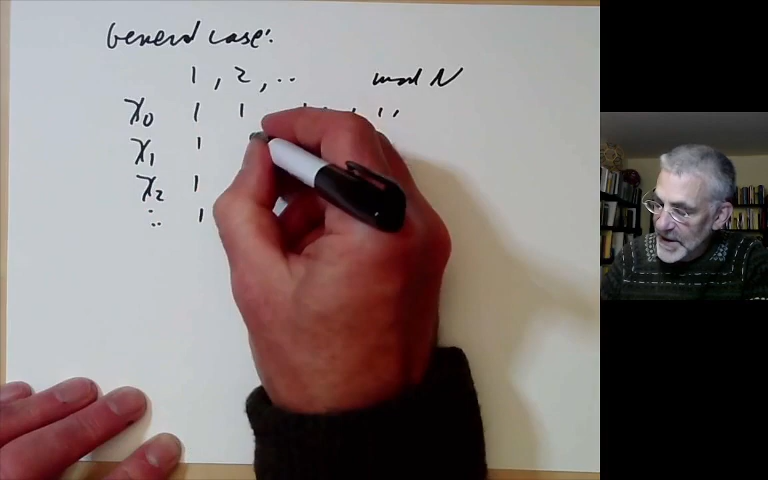 General case:
1, 2, .. mod N
χ0 1 1
χ1 1
χ2 1
: 1